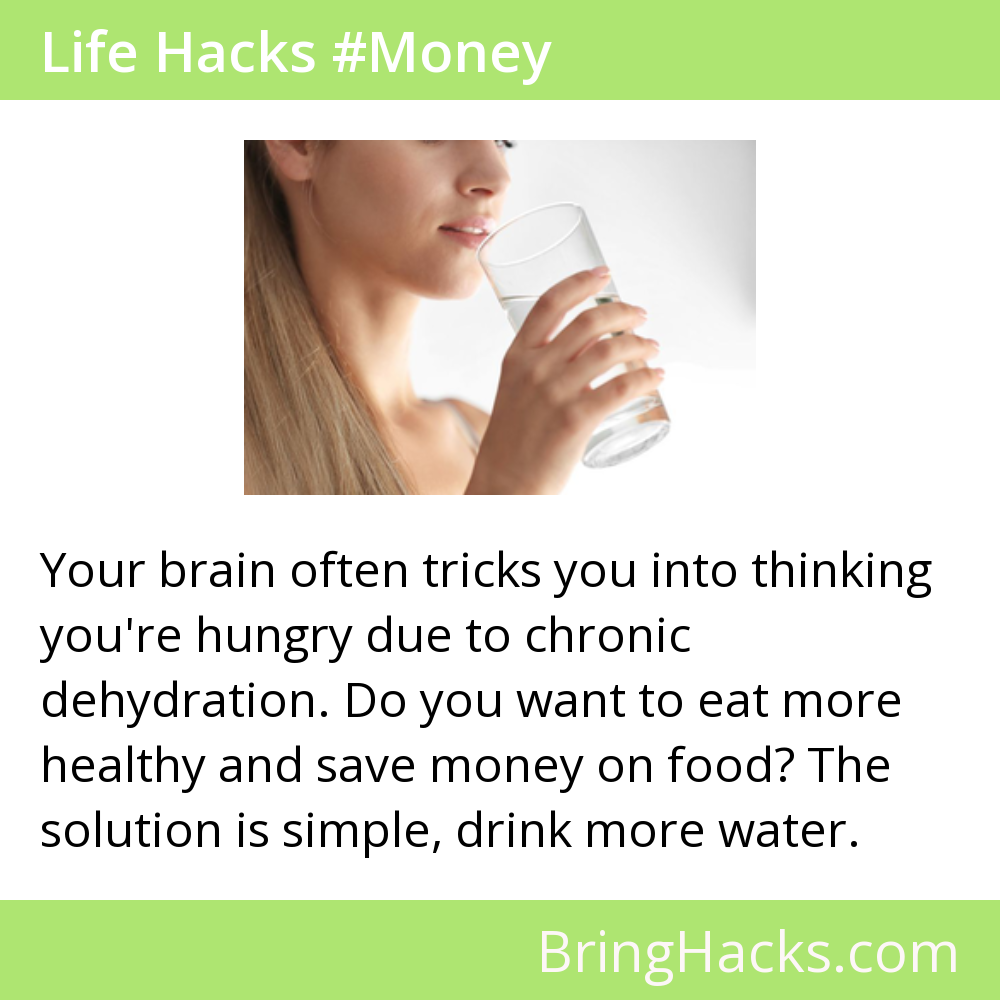 Life Hacks #Money
Your brain often tricks you into thinking
you're hungry due to chronic
dehydration. Do you want to eat more
healthy and save money on food? The
solution is simple, drink more water.
BringHacks.com